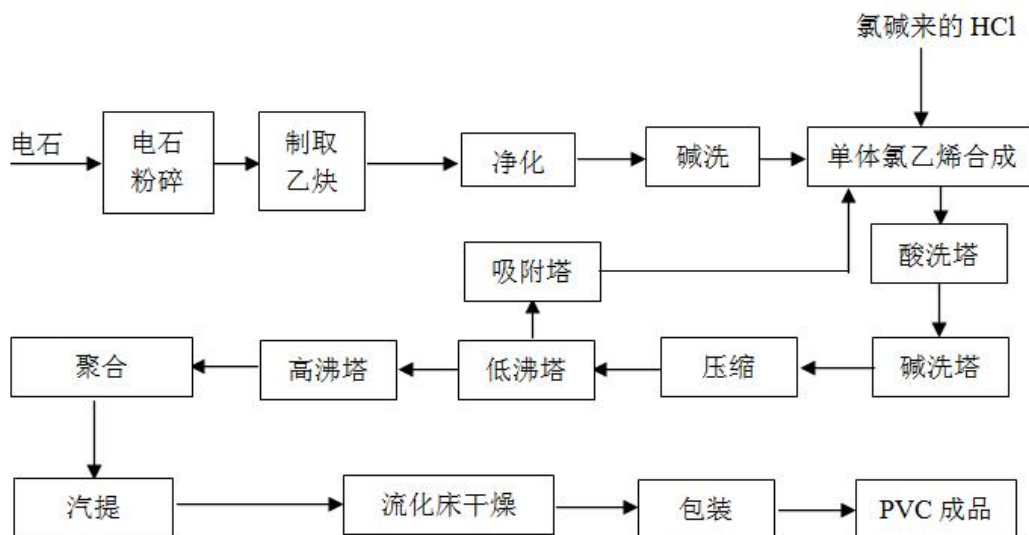 氯碱来的 HCl
电石
电石
粉碎
制取
乙炔
净化
碱洗
单体氯乙烯合成
吸附塔
酸洗塔
聚合
高沸塔
低沸塔
压缩
碱洗塔
汽提
流化床干燥
包装
PVC 成品